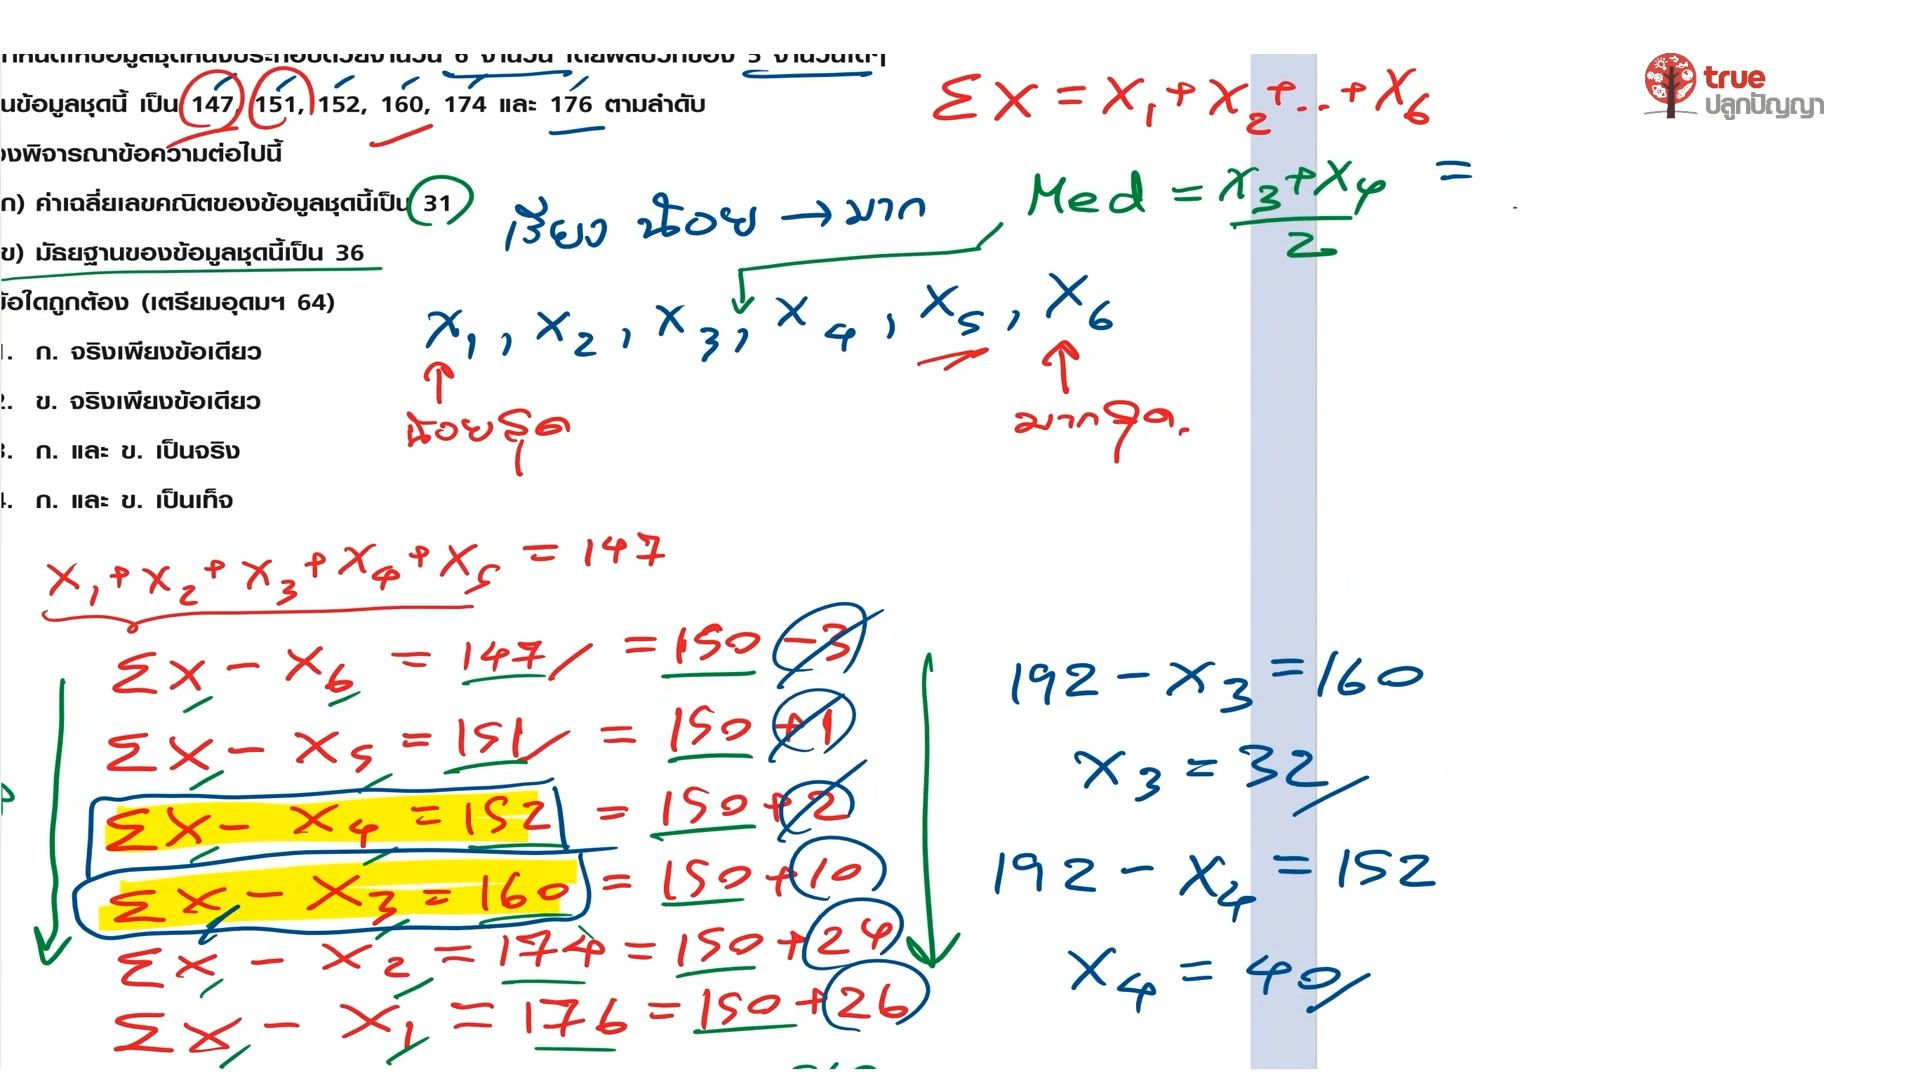 นข้อมูลชุดนี้ เป็น 147, 151, 152, 160, 174 และ 176 ตามลำดับ
องพิจารณาข้อความต่อไปนี้
ก) ค่าเฉลี่ยเลขคณิตของข้อมูลชุดนี้เป็น 31
ข) มัธยฐานของข้อมูลชุดนี้เป็น 36
ข้อใดถูกต้อง (เตรียมอุดมฯ 64)
1. ก. จริงเพียงข้อเดียว
2. ข. จริงเพียงข้อเดียว
3. ก. และ ข. เป็นจริง
4. ก. และ ข. เป็นเท็จ
true
ปลูกปัญญา
ΣX = X₁ + X₂ + .. + X₆
Med = X₃ + X₄ / 2 =
เรียง น้อย → มาก
X₁ , X₂ , X₃ , X₄ , X₅ , X₆
น้อยสุด
มากสุด.
X₁ + X₂ + X₃ + X₄ + X₅ = 147
ΣX - X₆ = 147 = 150 - 3
ΣX - X₅ = 151 = 150 + 1
ΣX - X₄ = 152 = 150 + 2
ΣX - X₃ = 160 = 150 + 10
ΣX - X₂ = 174 = 150 + 24
ΣX - X₁ = 176 = 150 + 26
192 - X₃ = 160
X₃ = 32
192 - X₄ = 152
X₄ = 40